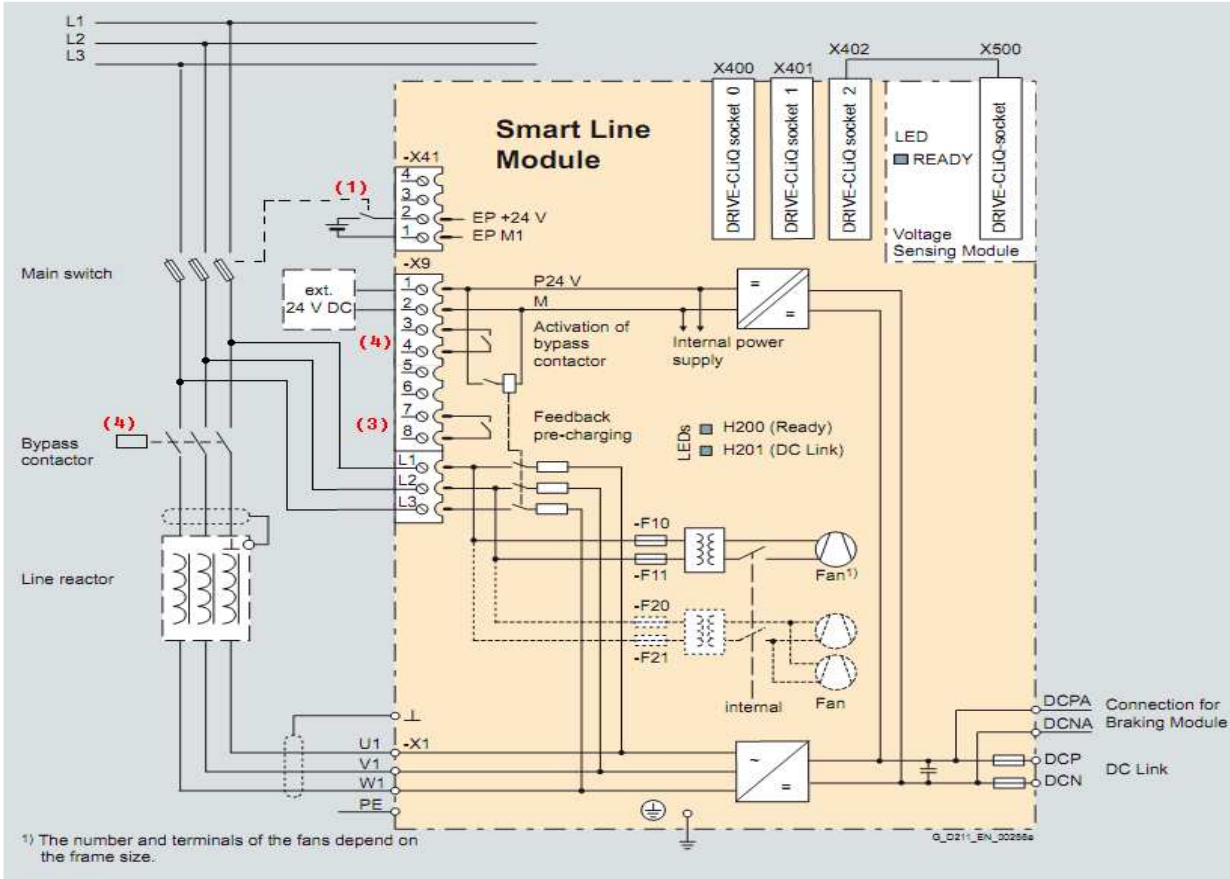 L1
L2
L3
X402
X500
X400
X401
DRIVE-CLiQ socket 0
DRIVE-CLiQ socket 1
DRIVE-CLiQ socket 2
DRIVE-CLiQ-socket
LED
READY
Voltage
Sensing Module
Smart Line
Module
-X41
4
3
2
1
(1)
EP +24 V
EP M1
Main switch
-X9
ext.
24 V DC
1
2
3
4
5
6
7
8
L1
L2
L3
P24 V
M
(4)
Activation of
bypass
contactor
Internal power
supply
=
=
(3)
Feedback
pre-charging
LEDs
H200 (Ready)
H201 (DC Link)
(4)
Bypass
contactor
Line reactor
-F10
-F11
Fan1)
-F20
-F21
internal
Fan
U1
-X1
V1
W1
PE
~
=
DCPA
DCNA
Connection for
Braking Module
DCP
DCN
DC Link
1) The number and terminals of the fans depend on
the frame size.